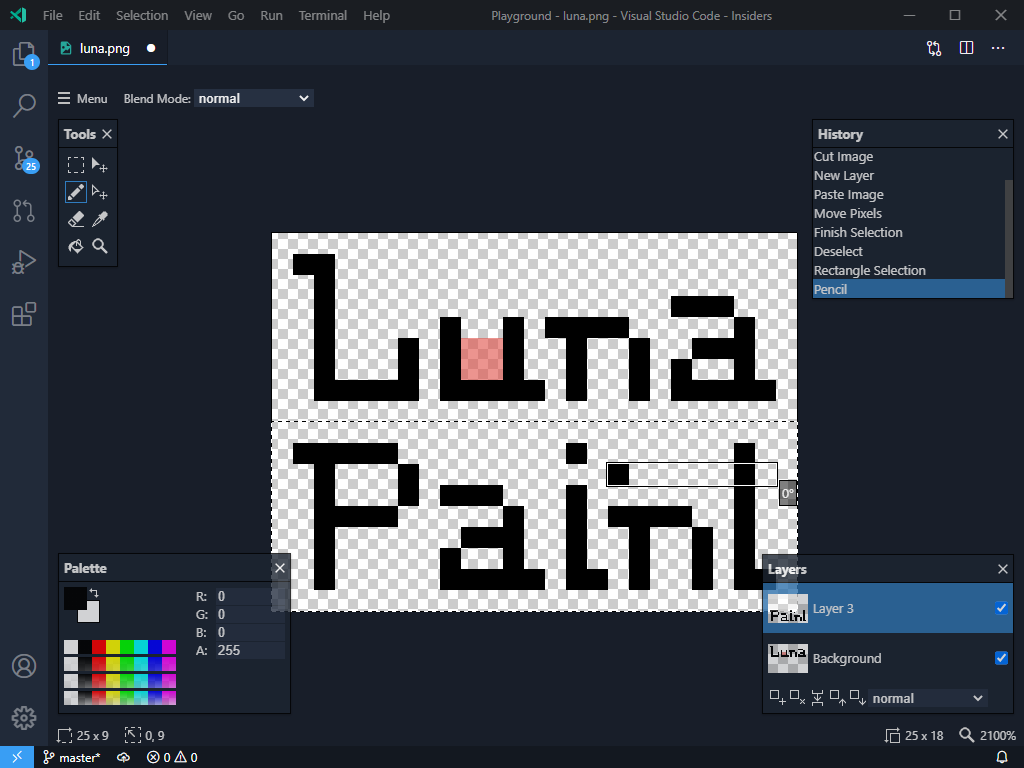 File Edit Selection View Go Run Terminal Help Playground - luna.png - Visual Studio Code - Insiders
luna.png
1
Menu Blend Mode: normal
Tools
25
History
Cut Image
New Layer
Paste Image
Move Pixels
Finish Selection
Deselect
Rectangle Selection
Pencil
Luna
Paint
0°
Palette
R: 0
G: 0
B: 0
A: 255
Layers
Layer 3
Background
normal
25 x 9 0, 9 25 x 18 2100%
master* 0 0